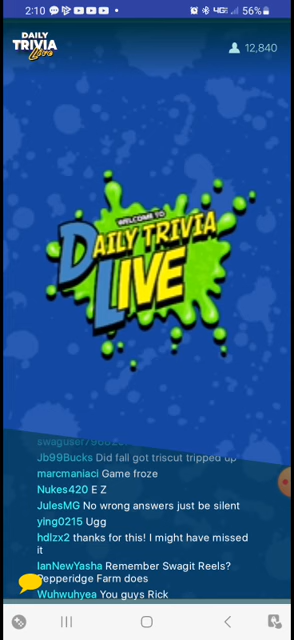 2:10
4G
56%
DAILY
TRIVIA
Live
12,840
WELCOME TO
DAILY TRIVIA
LIVE
Jb99Bucks Did fall got triscut tripped up
marcmaniaci Game froze
Nukes420 E Z
JulesMG No wrong answers just be silent
ying0215 Ugg
hdlzx2 thanks for this! I might have missed
it
IanNewYasha Remember Swagit Reels?
Pepperidge Farm does
Wuhwuhyea You guys Rick